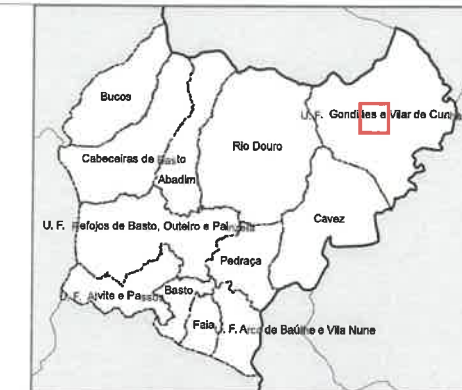 Bucos
U. F. Gondiães e Vilar de Cunha
Cabeceiras de Basto
Rio Douro
Abadim
U. F. Refojos de Basto, Outeiro e Painzela
Cavez
Pedraça
U. F. Alvite e Passos
Basto
Faia
U. F. Arco de Baúlhe e Vila Nune